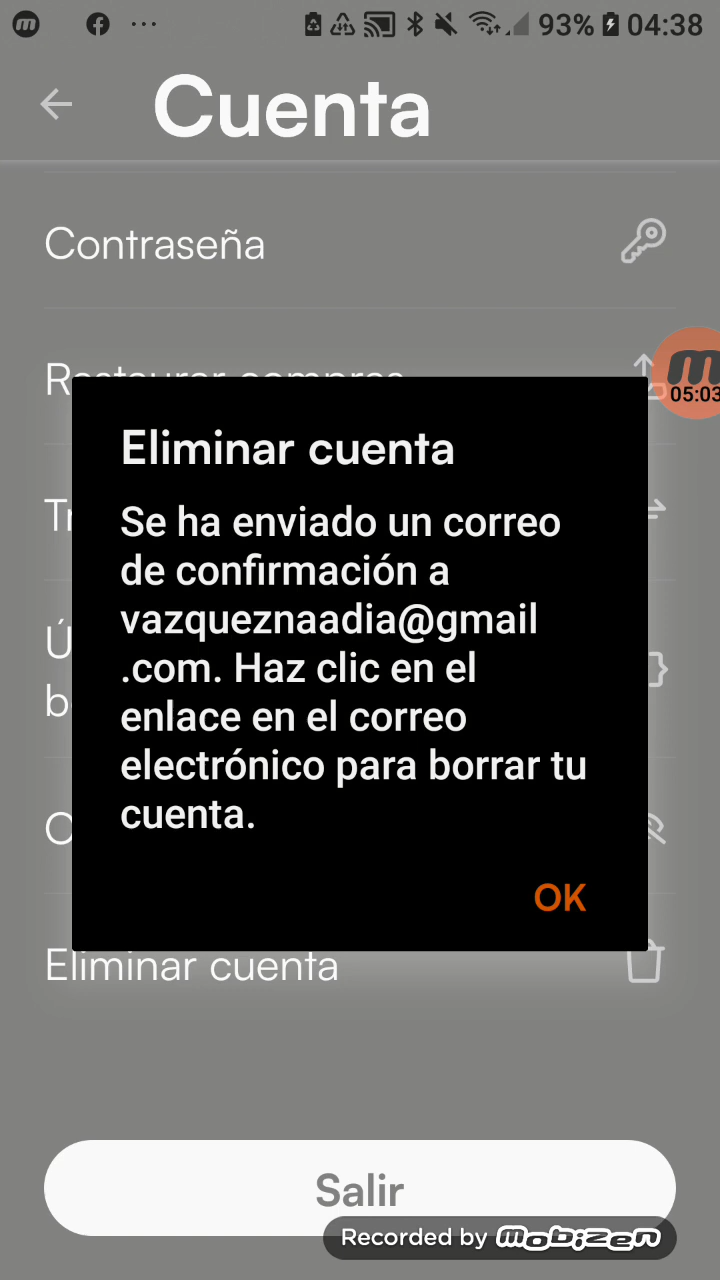 93% 04:38
Cuenta
Contraseña
05:03
Eliminar cuenta
Se ha enviado un correo
de confirmación a
vazqueznaadia@gmail
.com. Haz clic en el
enlace en el correo
electrónico para borrar tu
cuenta.
OK
Eliminar cuenta
Salir
Recorded by Mobizen